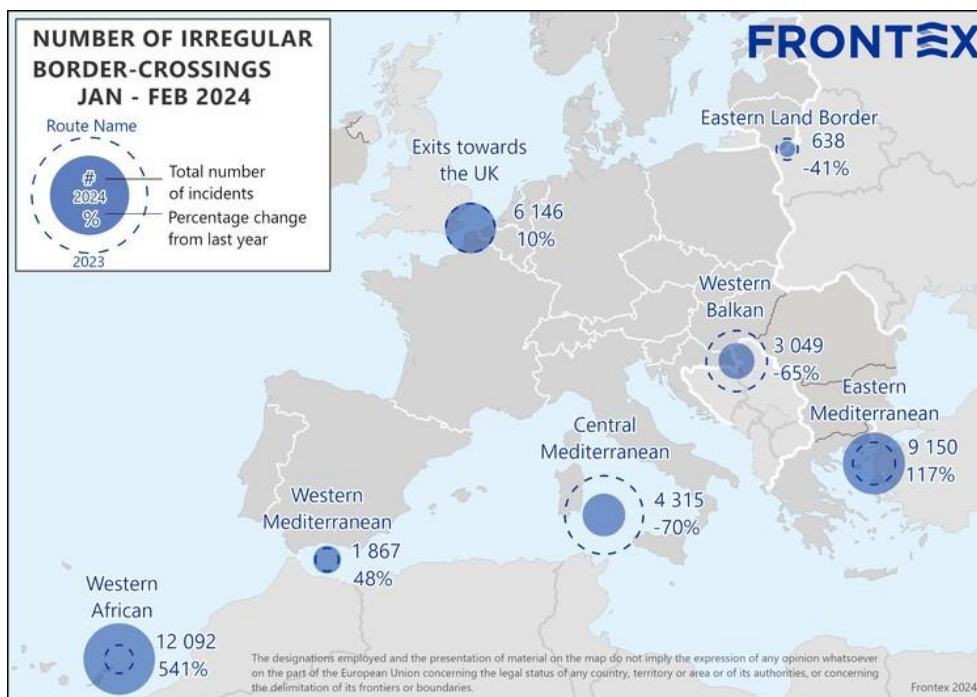 NUMBER OF IRREGULAR
BORDER-CROSSINGS
JAN - FEB 2024
Route Name
#
2024
%
Total number
of incidents
Percentage change
from last year
2023
FRONTEX
Eastern Land Border
638
-41%
Exits towards
the UK
6 146
10%
Western
Balkan
3 049
-65%
Eastern
Mediterranean
9 150
117%
Central
Mediterranean
4 315
-70%
Western
Mediterranean
1 867
48%
Western
African
12 092
541%
The designations employed and the presentation of material on the map do not imply the expression of any opinion whatsoever
on the part of the European Union concerning the legal status of any country, territory or area or of its authorities, or concerning
the delimitation of its frontiers or boundaries.
Frontex 2024